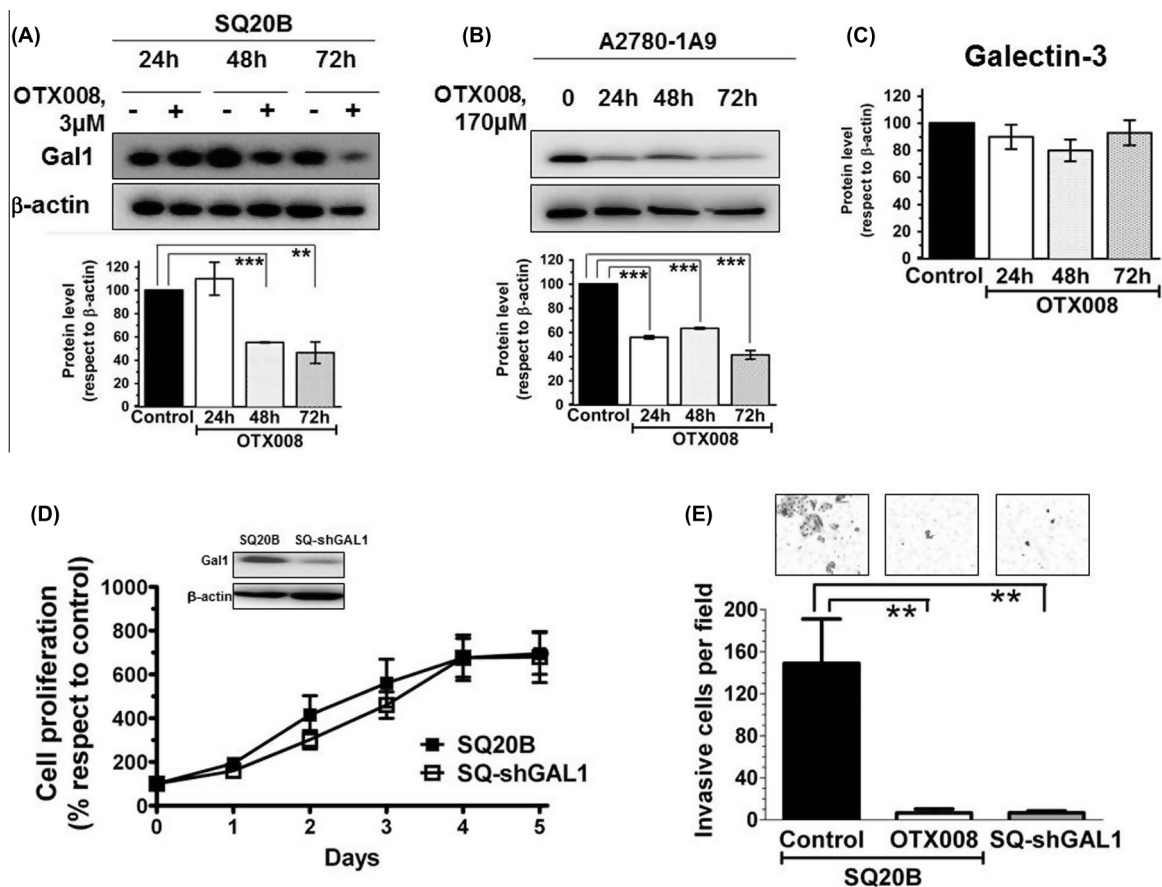 (A)
SQ20B
24h 48h 72h
OTX008, 3µM - + - + - +
Gal1
β-actin
*** **
Protein level
(respect to β-actin)
120
100
80
60
40
20
0
Control 24h 48h 72h
OTX008
(B)
A2780-1A9
OTX008, 170µM 0 24h 48h 72h
*** *** ***
Protein level
(respect to β-actin)
120
100
80
60
40
20
0
Control 24h 48h 72h
OTX008
(C)
Galectin-3
Protein level
(respect to β-actin)
120
100
80
60
40
20
0
Control 24h 48h 72h
OTX008
(D)
SQ20B SQ-shGAL1
Gal1
β-actin
Cell proliferation
(% respect to control)
1000
800
600
400
200
0
SQ20B
SQ-shGAL1
0 1 2 3 4 5
Days
(E)
** **
Invasive cells per field
200
160
120
80
40
0
Control OTX008 SQ-shGAL1
SQ20B